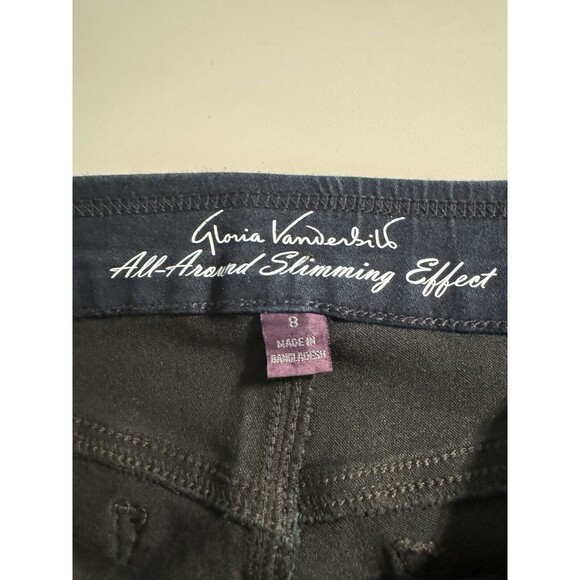 Gloria Vanderbilt
All-Around Slimming Effect
8
MADE IN
BANGLADESH